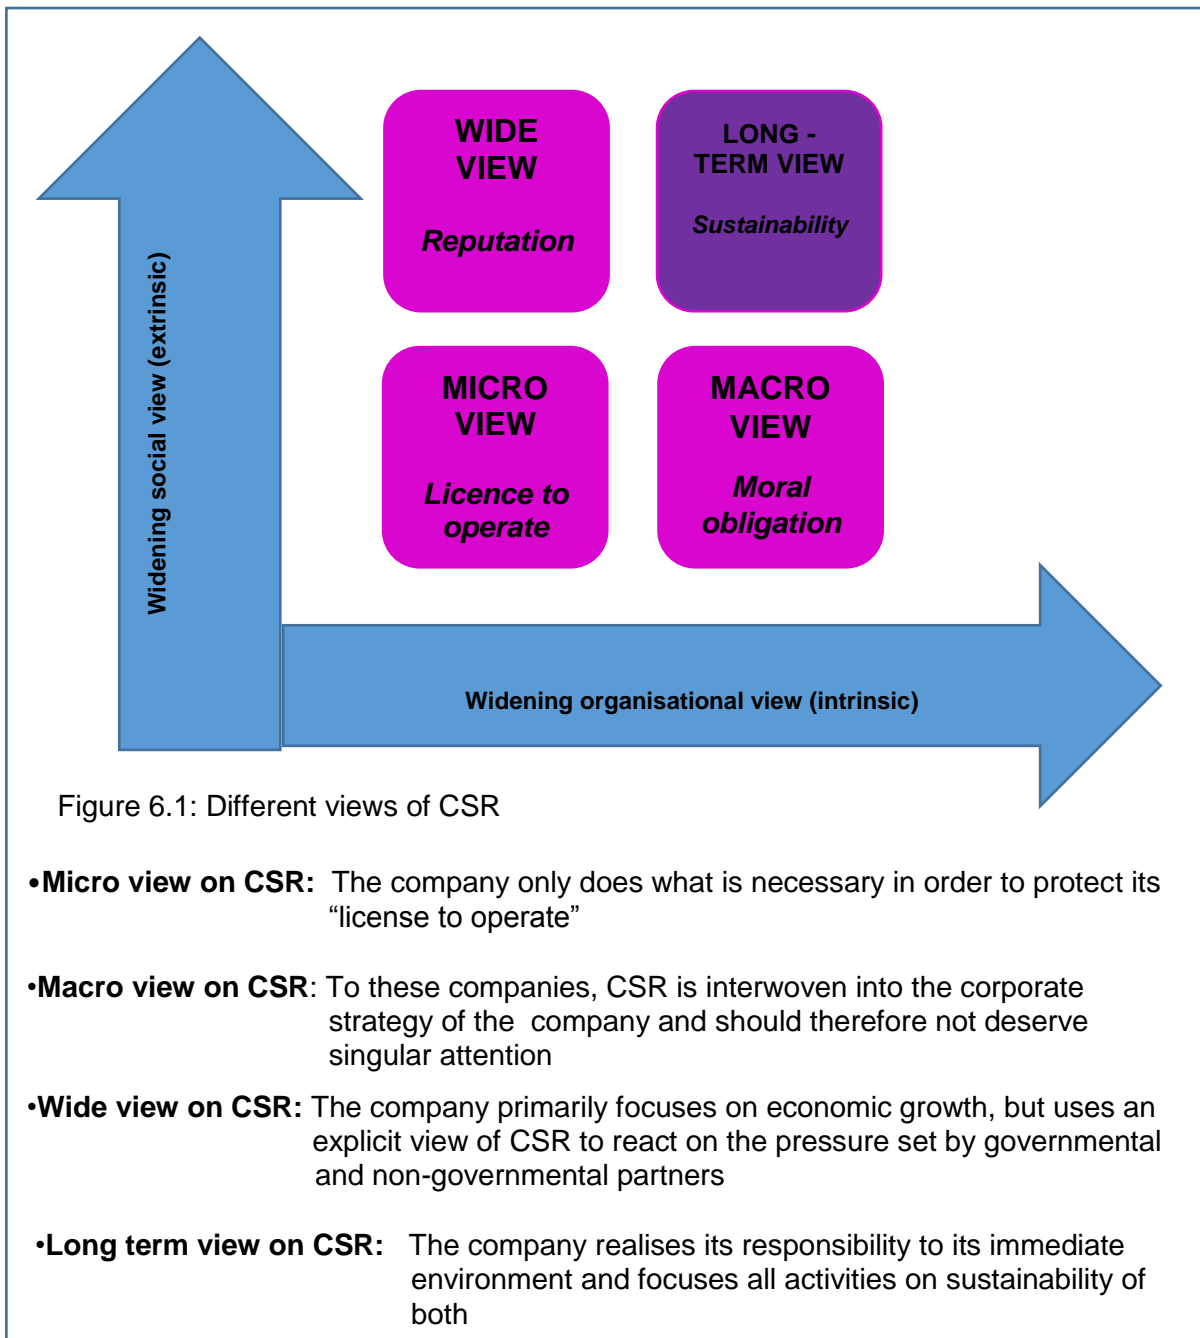 WIDE
VIEW
Reputation
LONG -
TERM VIEW
Sustainability
MICRO
VIEW
Licence to
operate
MACRO
VIEW
Moral
obligation
Widening social view (extrinsic)
Widening organisational view (intrinsic)
Figure 6.1: Different views of CSR
•Micro view on CSR: The company only does what is necessary in order to protect its
“license to operate”
•Macro view on CSR: To these companies, CSR is interwoven into the corporate
strategy of the company and should therefore not deserve
singular attention
•Wide view on CSR: The company primarily focuses on economic growth, but uses an
explicit view of CSR to react on the pressure set by governmental
and non-governmental partners
•Long term view on CSR: The company realises its responsibility to its immediate
environment and focuses all activities on sustainability of
both